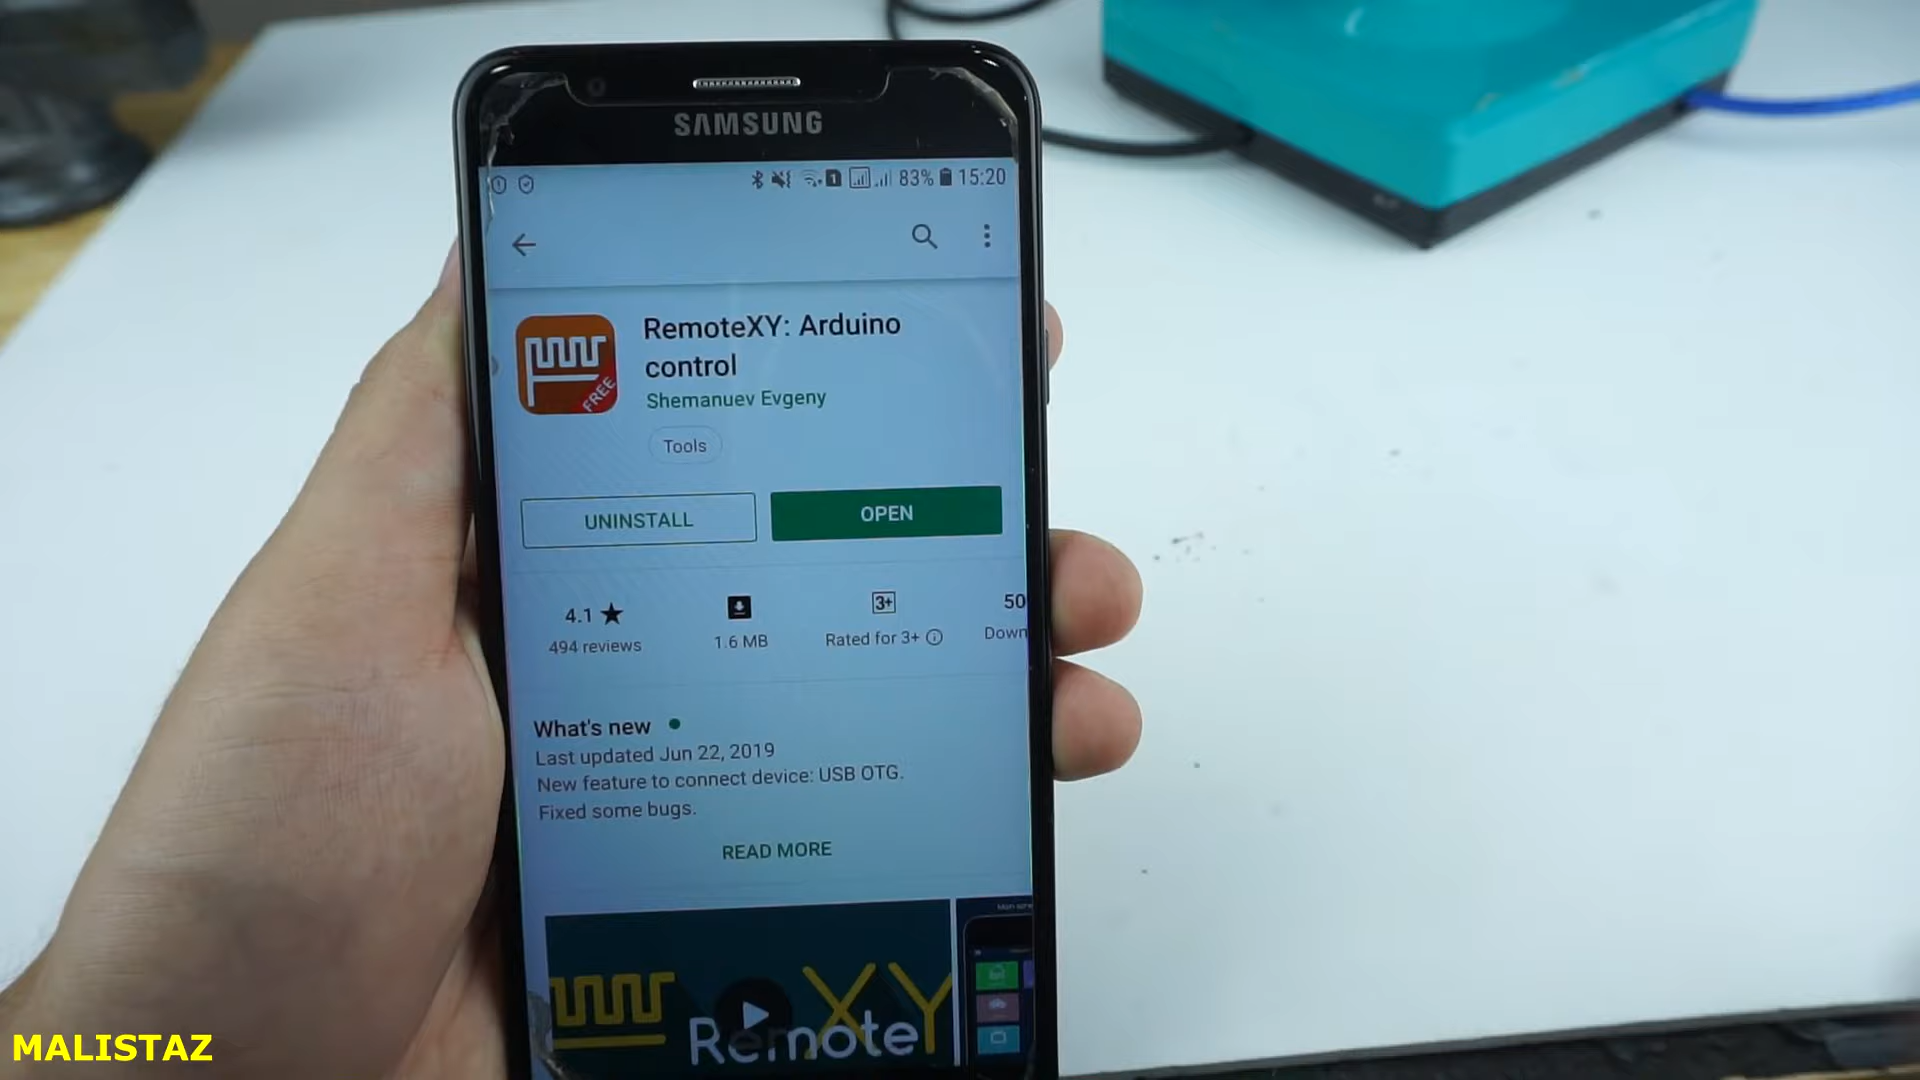 SAMSUNG
1 83% 15:20
RemoteXY: Arduino
control
FREE
Shemanuev Evgeny
Tools
UNINSTALL OPEN
4.1 ★ 3+ 50
494 reviews 1.6 MB Rated for 3+ Down
What's new
Last updated Jun 22, 2019
New feature to connect device: USB OTG.
Fixed some bugs.
READ MORE
Remote XY
MALISTAZ